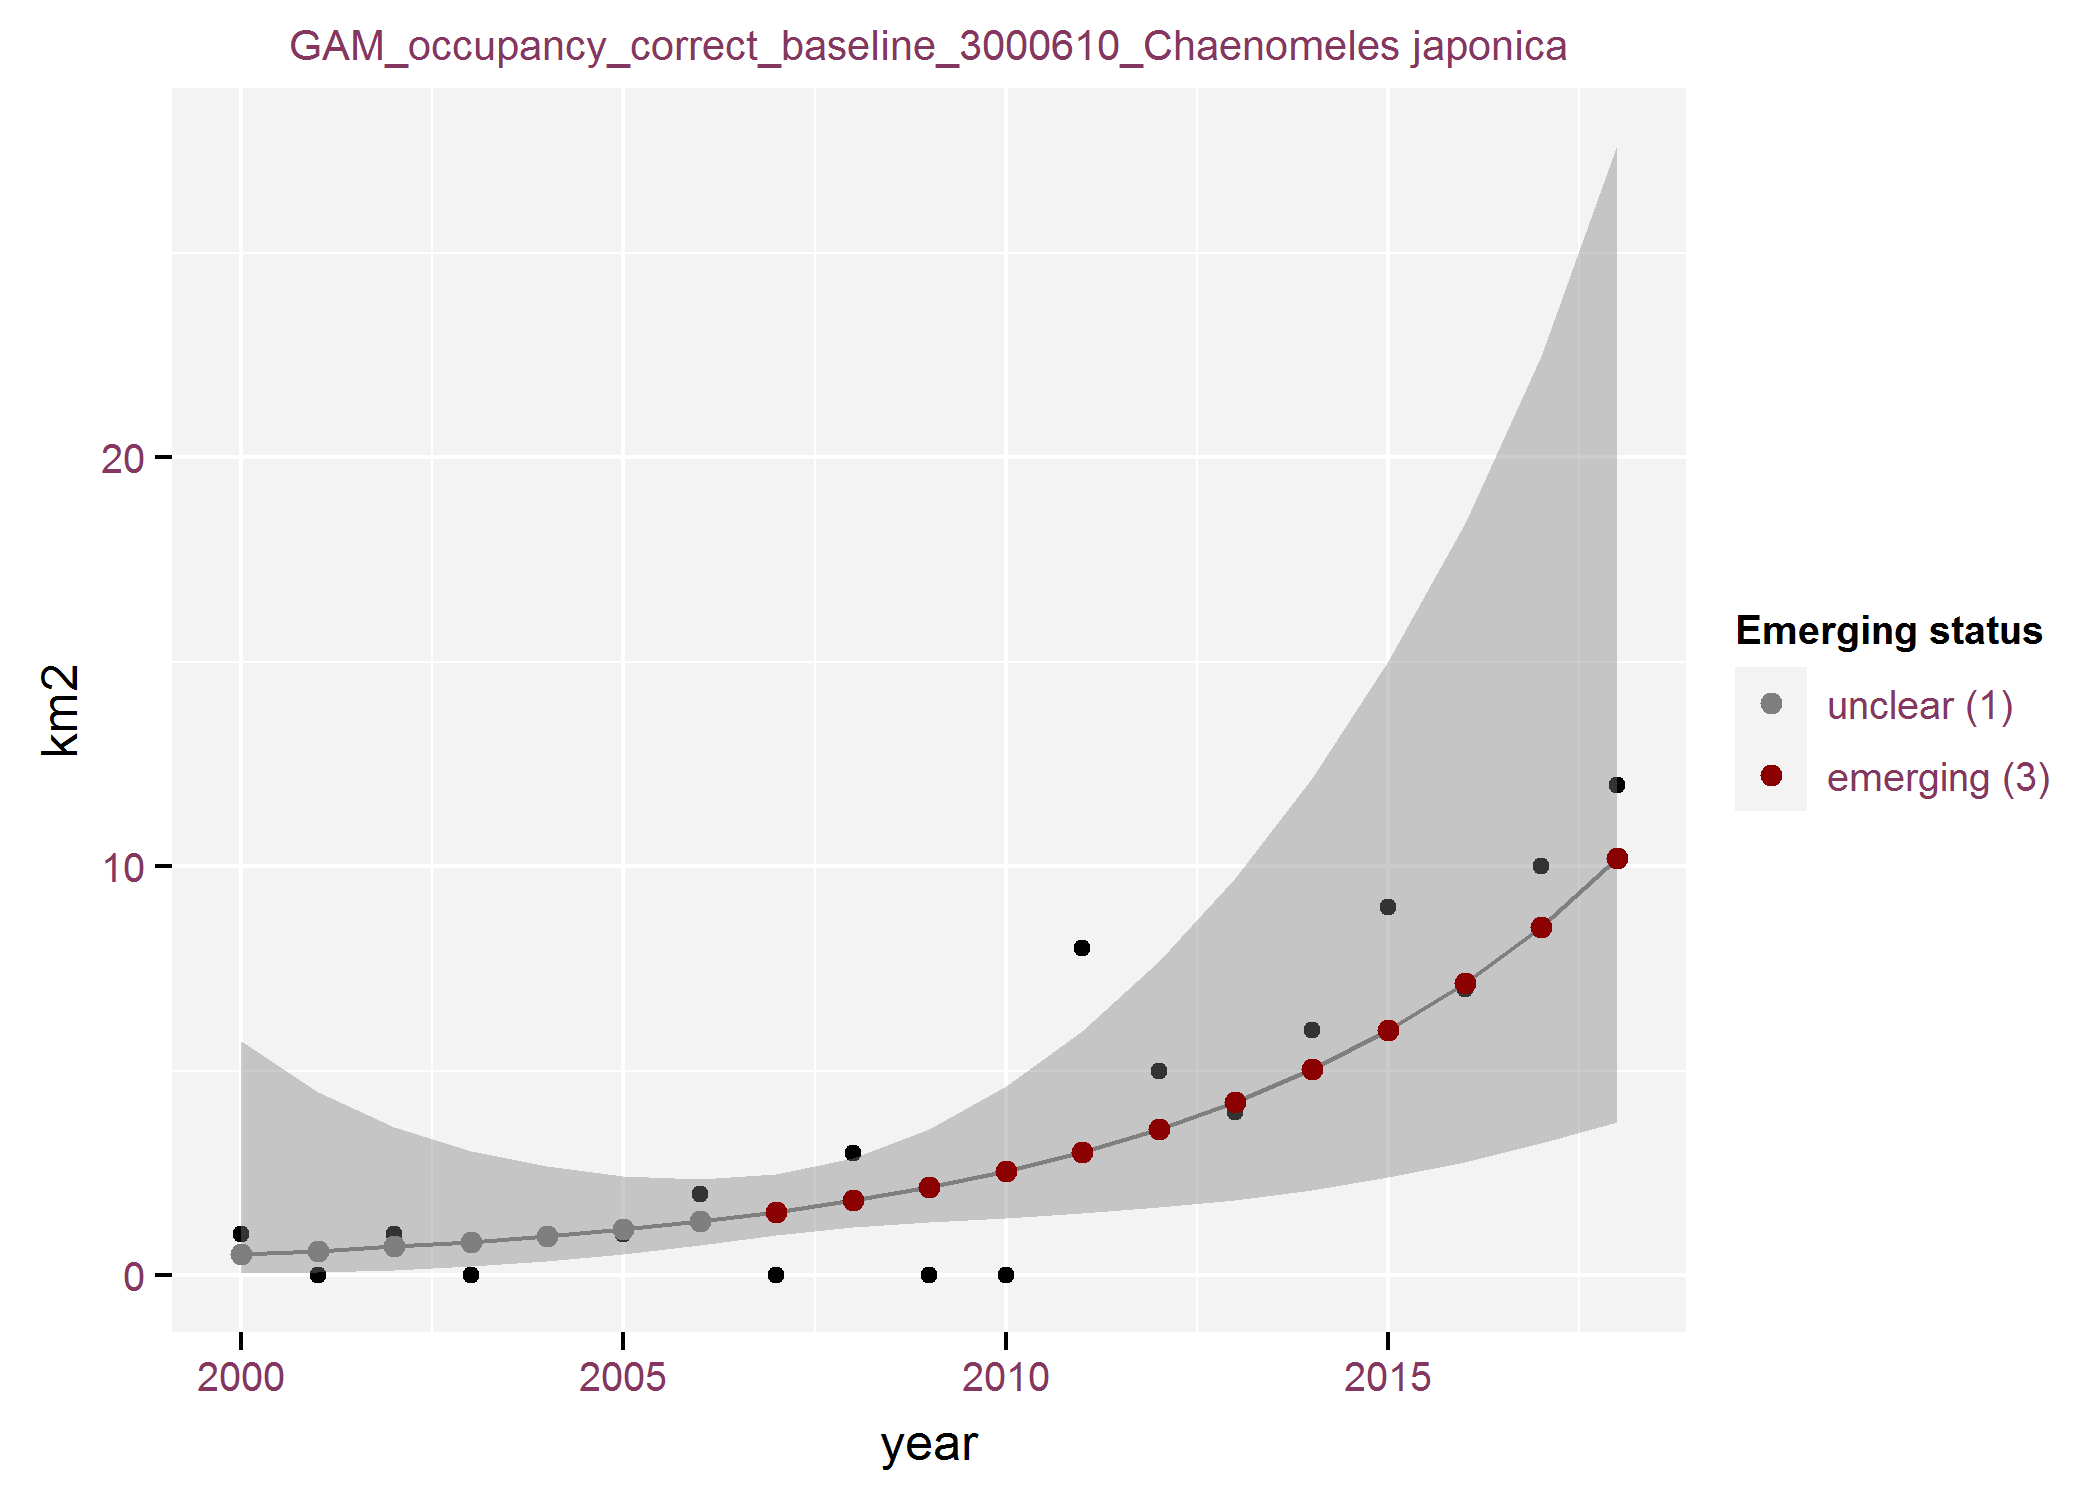 GAM_occupancy_correct_baseline_3000610_Chaenomeles japonica
km2
20
10
0
2000 2005 2010 2015
year
Emerging status
unclear (1)
emerging (3)